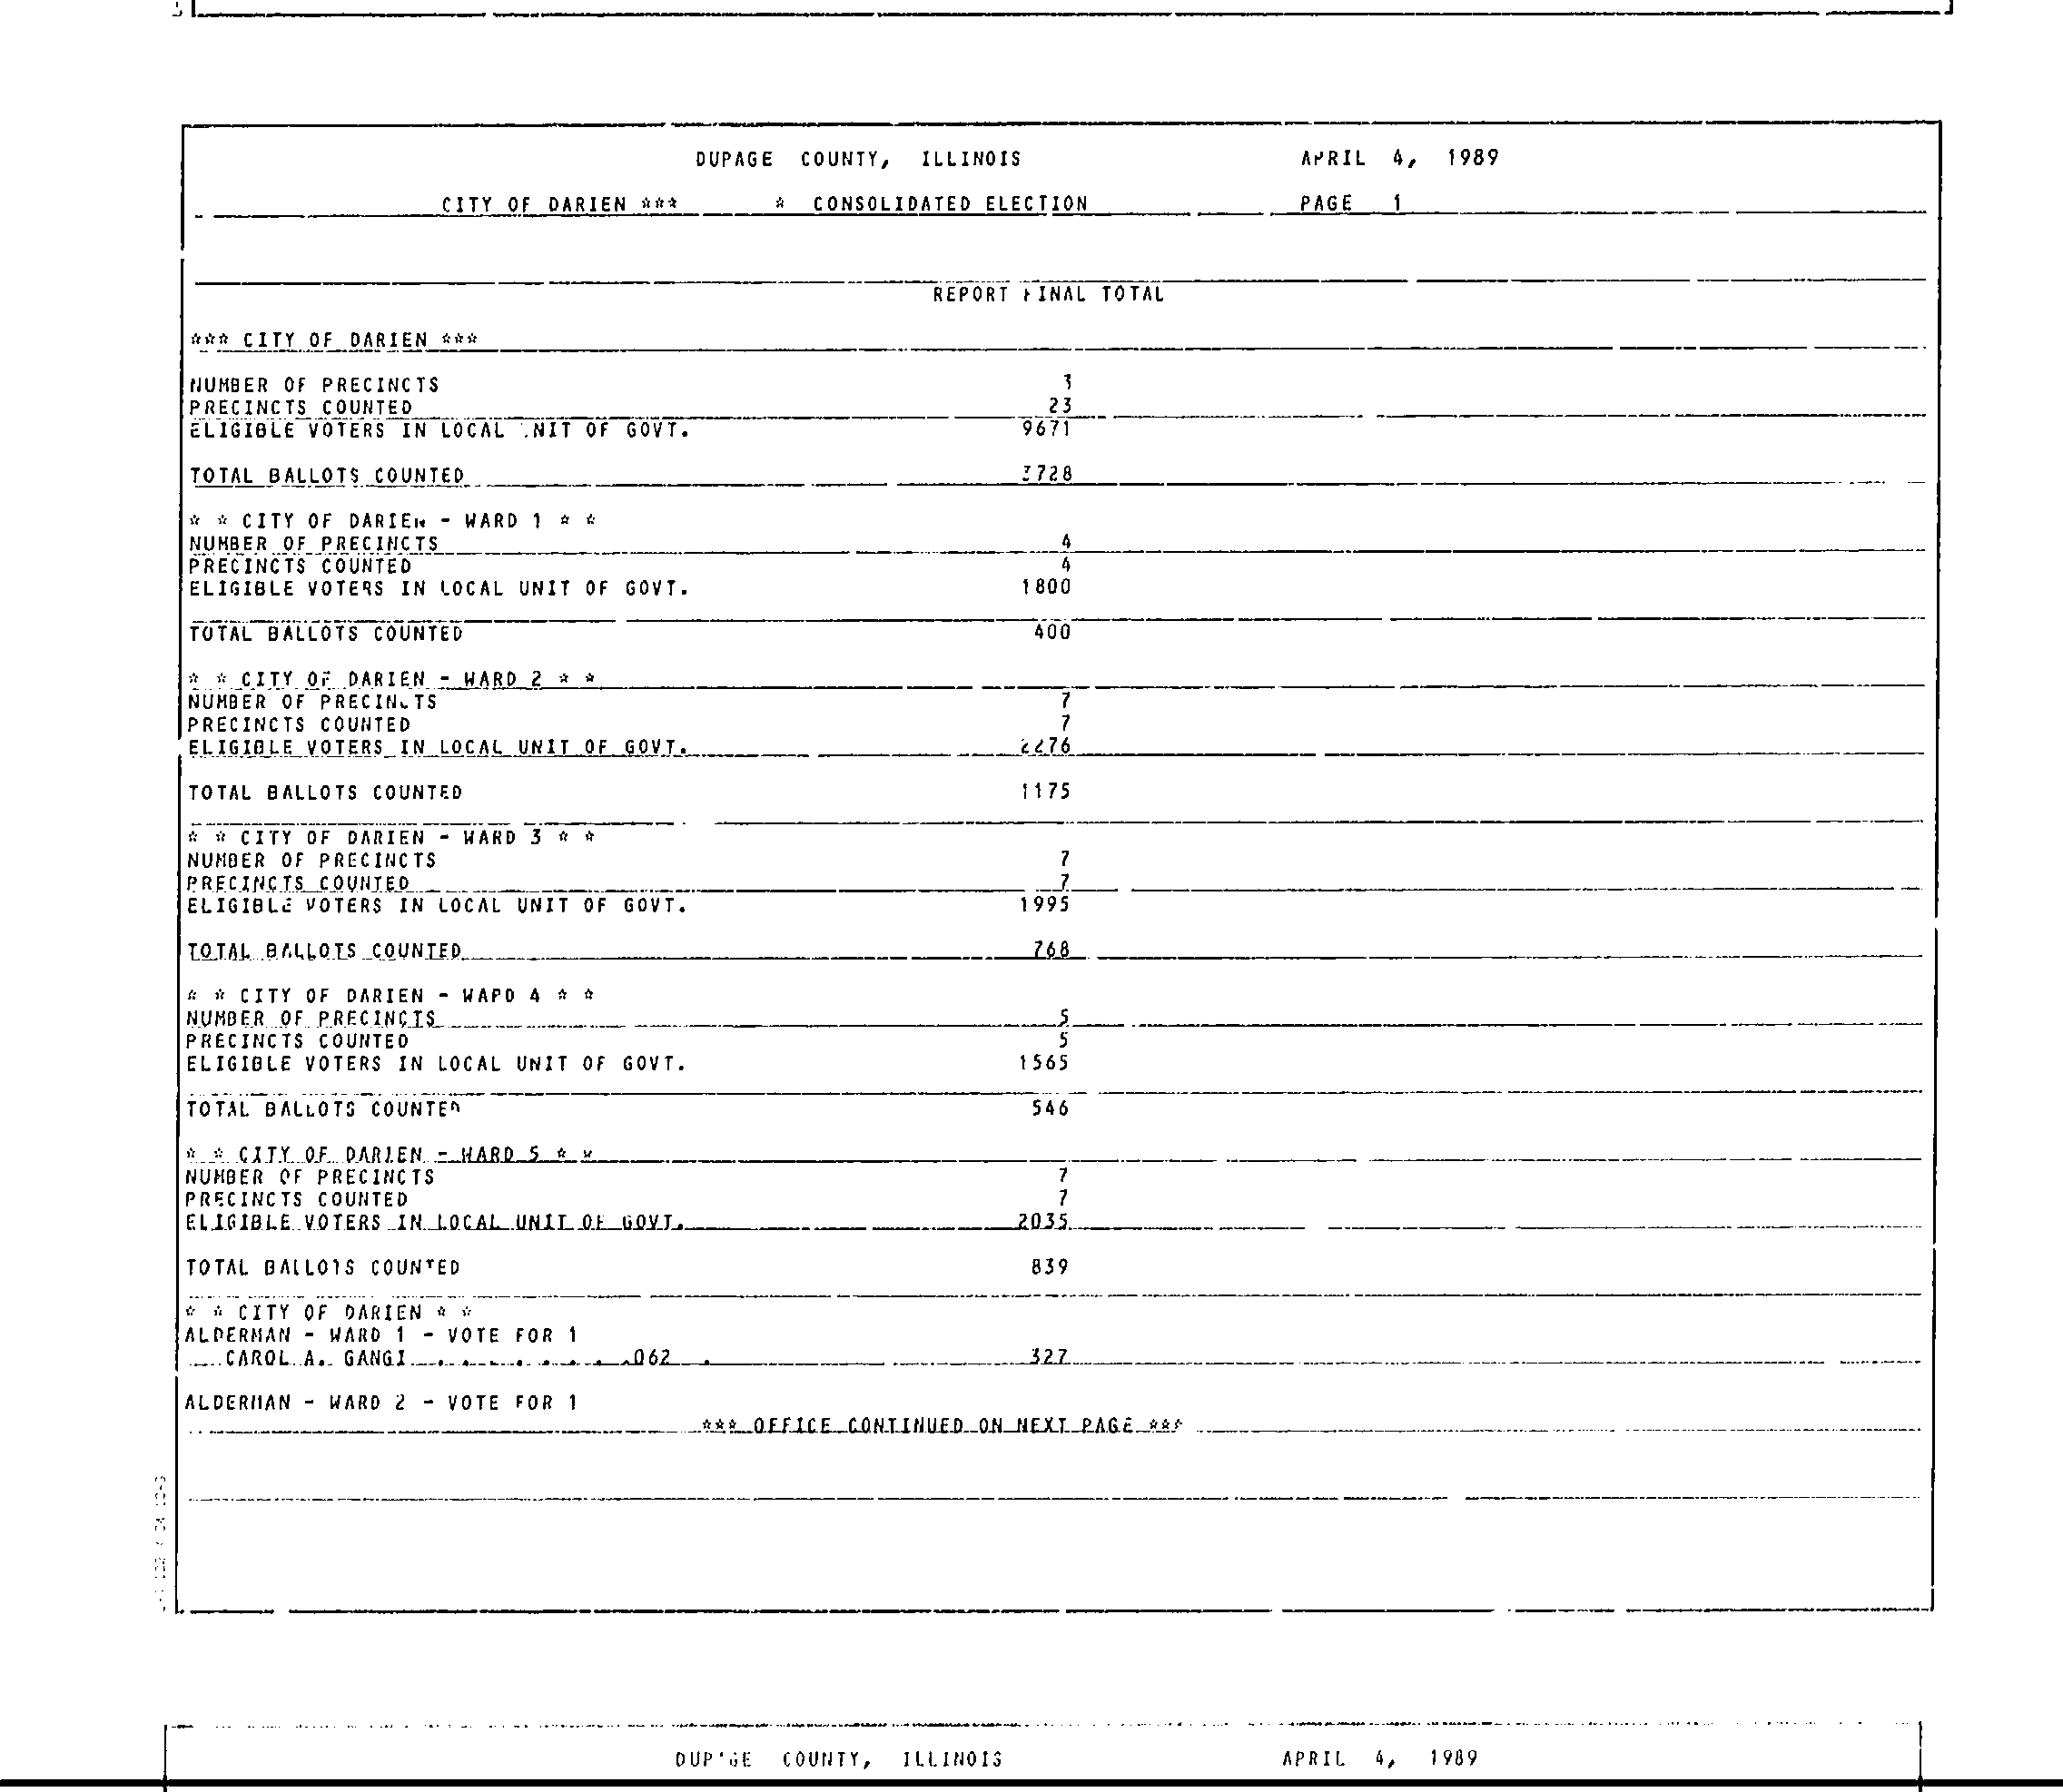 DUPAGE COUNTY, ILLINOIS APRIL 4, 1989
CITY OF DARIEN *** * CONSOLIDATED ELECTION PAGE 1
REPORT FINAL TOTAL
*** CITY OF DARIEN ***
NUMBER OF PRECINCTS
PRECINCTS COUNTED 23
ELIGIBLE VOTERS IN LOCAL UNIT OF GOVT. 9671
TOTAL BALLOTS COUNTED 3728
* * CITY OF DARIEN - WARD 1 * *
NUMBER OF PRECINCTS 4
PRECINCTS COUNTED 4
ELIGIBLE VOTERS IN LOCAL UNIT OF GOVT. 1800
TOTAL BALLOTS COUNTED 400
* * CITY OF DARIEN - WARD 2 * *
NUMBER OF PRECINCTS 7
PRECINCTS COUNTED 7
ELIGIBLE VOTERS IN LOCAL UNIT OF GOVT. 2276
TOTAL BALLOTS COUNTED 1175
* * CITY OF DARIEN - WARD 3 * *
NUMBER OF PRECINCTS 7
PRECINCTS COUNTED 7
ELIGIBLE VOTERS IN LOCAL UNIT OF GOVT. 1995
TOTAL BALLOTS COUNTED 768
* * CITY OF DARIEN - WARD 4 * *
NUMBER OF PRECINCTS 5
PRECINCTS COUNTED 5
ELIGIBLE VOTERS IN LOCAL UNIT OF GOVT. 1565
TOTAL BALLOTS COUNTED 546
* * CITY OF DARIEN - WARD 5 * *
NUMBER OF PRECINCTS 7
PRECINCTS COUNTED 7
ELIGIBLE VOTERS IN LOCAL UNIT OF GOVT. 2035
TOTAL BALLOTS COUNTED 839
* * CITY OF DARIEN * *
ALDERMAN - WARD 1 - VOTE FOR 1
CAROL A. GANGI . . . . . . . . .062 . 327
ALDERMAN - WARD 2 - VOTE FOR 1
*** OFFICE CONTINUED ON NEXT PAGE ***
DUPAGE COUNTY, ILLINOIS APRIL 4, 1989